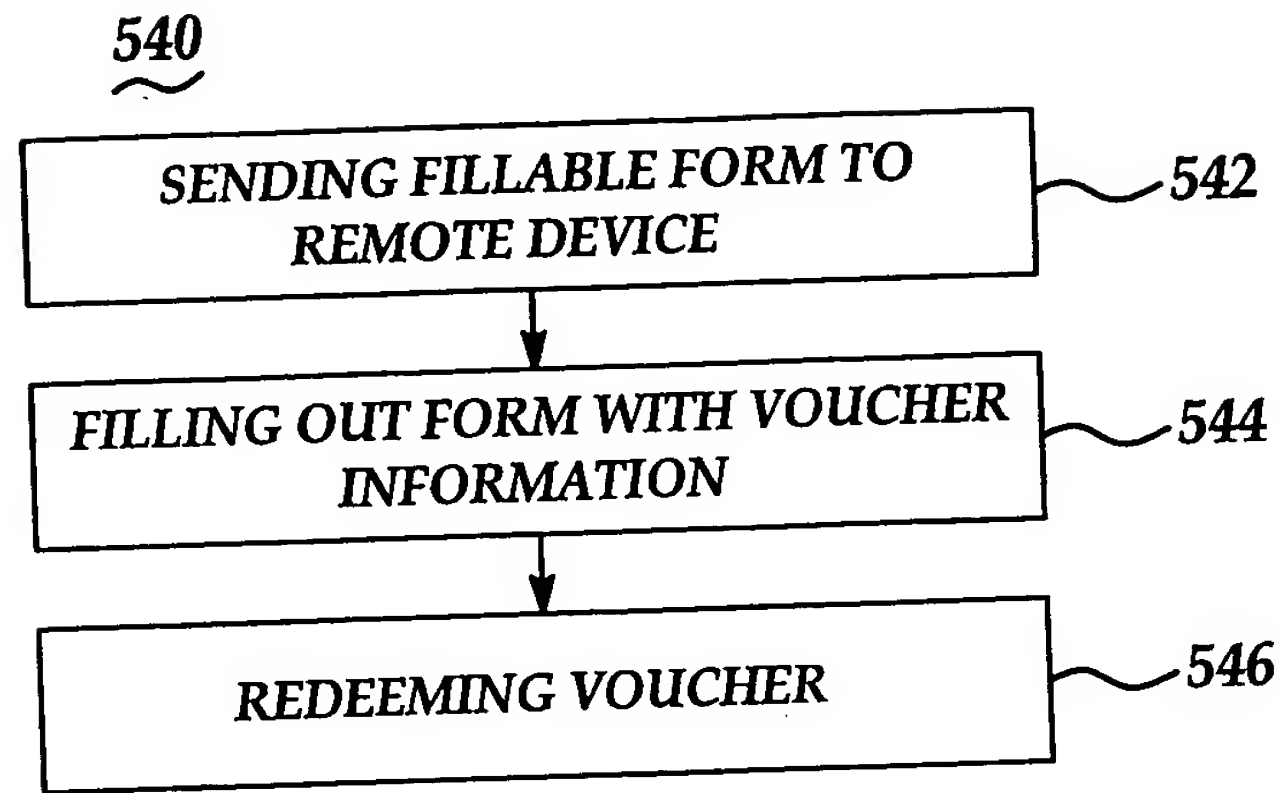 540
SENDING FILLABLE FORM TO
REMOTE DEVICE
542
FILLING OUT FORM WITH VOUCHER
INFORMATION
544
REDEEMING VOUCHER
546